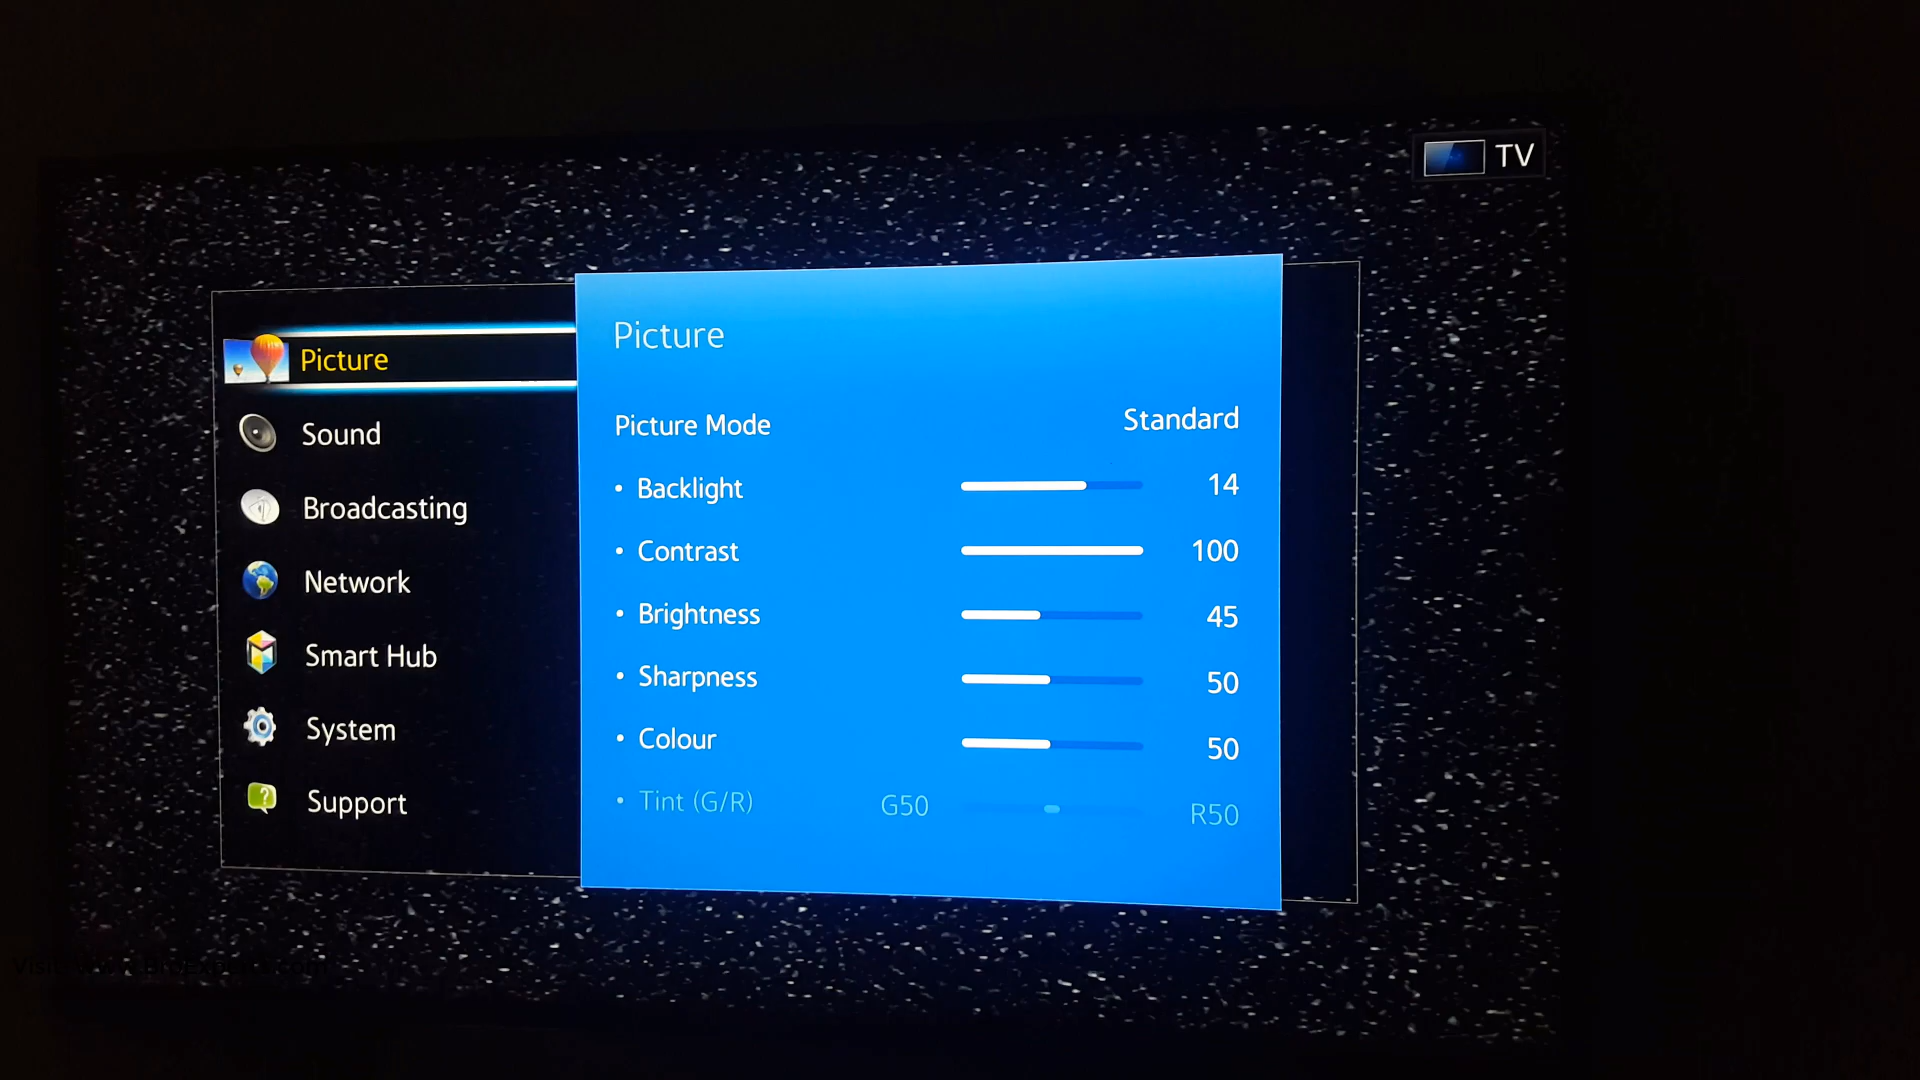 TV
Picture
Sound
Broadcasting
Network
Smart Hub
System
Support
Picture
Picture Mode Standard
• Backlight 14
• Contrast 100
• Brightness 45
• Sharpness 50
• Colour 50
• Tint (G/R) G50 R50